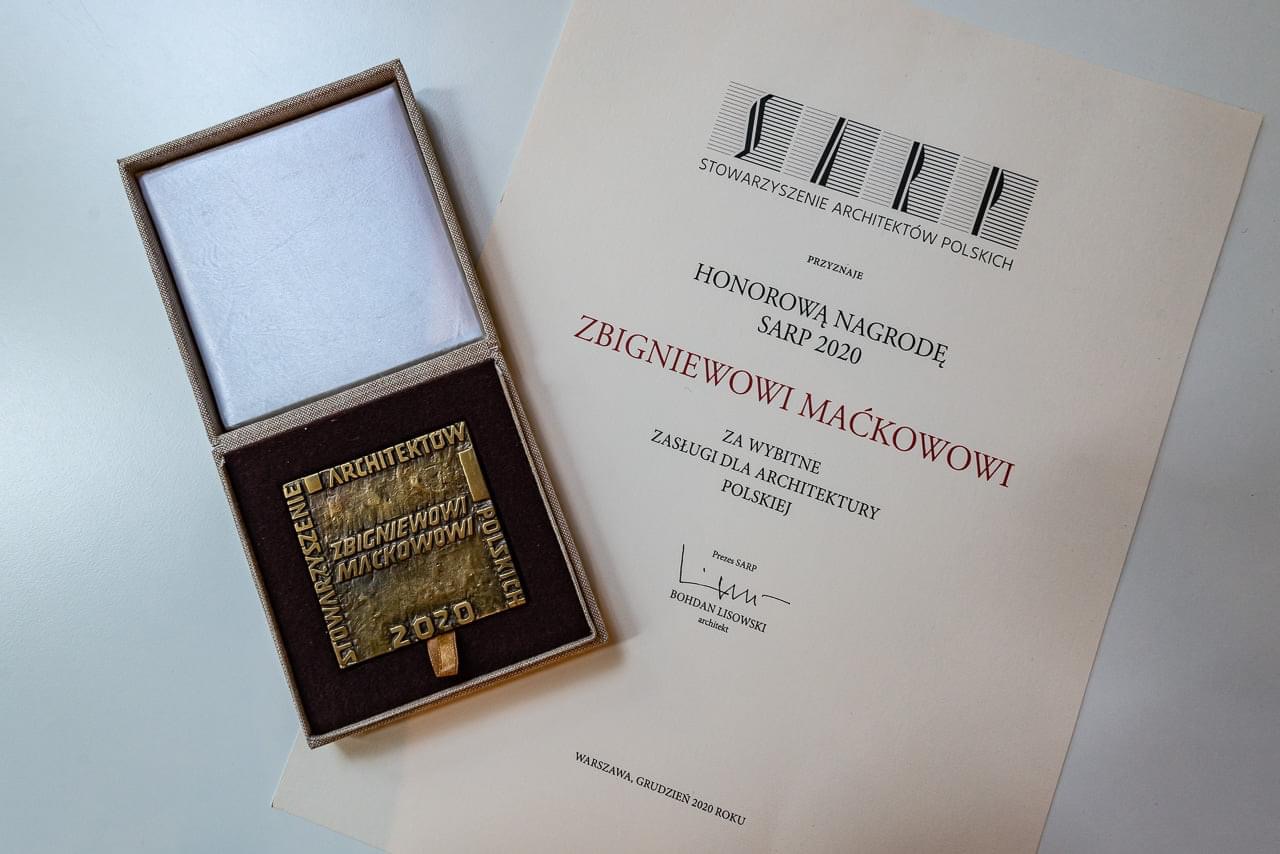 STOWARZYSZENIE
ARCHITEKTÓW
POLSKICH
ZBIGNIEWOWI
MAĆKOWOWI
2020
SARP
STOWARZYSZENIE ARCHITEKTÓW POLSKICH
PRZYZNAJE
HONOROWĄ NAGRODĘ
SARP 2020
ZBIGNIEWOWI MAĆKOWOWI
ZA WYBITNE
ZASŁUGI DLA ARCHITEKTURY
POLSKIEJ
Prezes SARP
BOHDAN LISOWSKI
architekt
WARSZAWA, GRUDZIEŃ 2020 ROKU